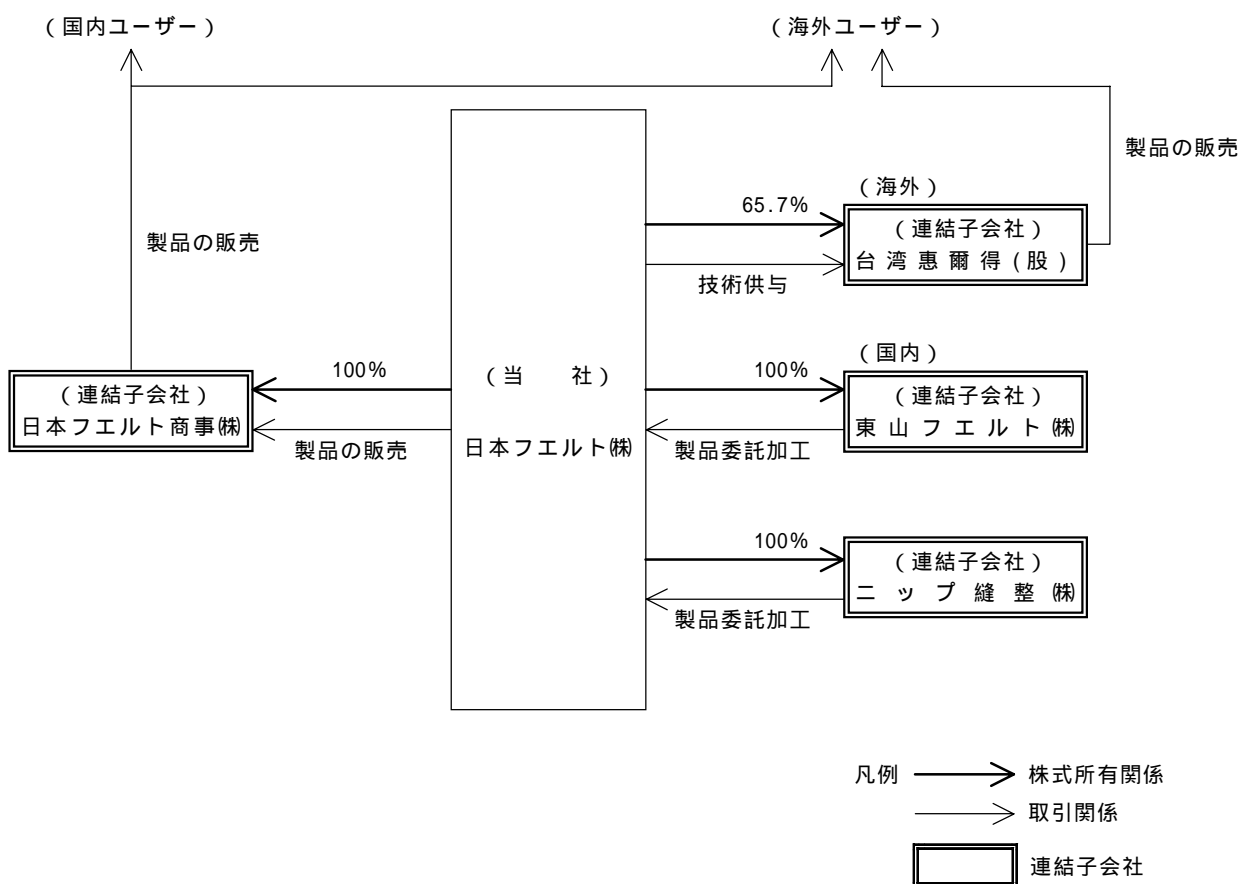 (国内ユーザー)
(海外ユーザー)
製品の販売
(海外)
65.7%
(連結子会社)
台湾惠爾得(股)
製品の販売
技術供与
(国内)
100%
(当 社)
100%
(連結子会社)
日本フエルト商事㈱
(連結子会社)
東山フエルト㈱
製品の販売
日本フエルト㈱
製品委託加工
100%
(連結子会社)
ニップ縫整㈱
製品委託加工
凡例 株式所有関係
取引関係
連結子会社